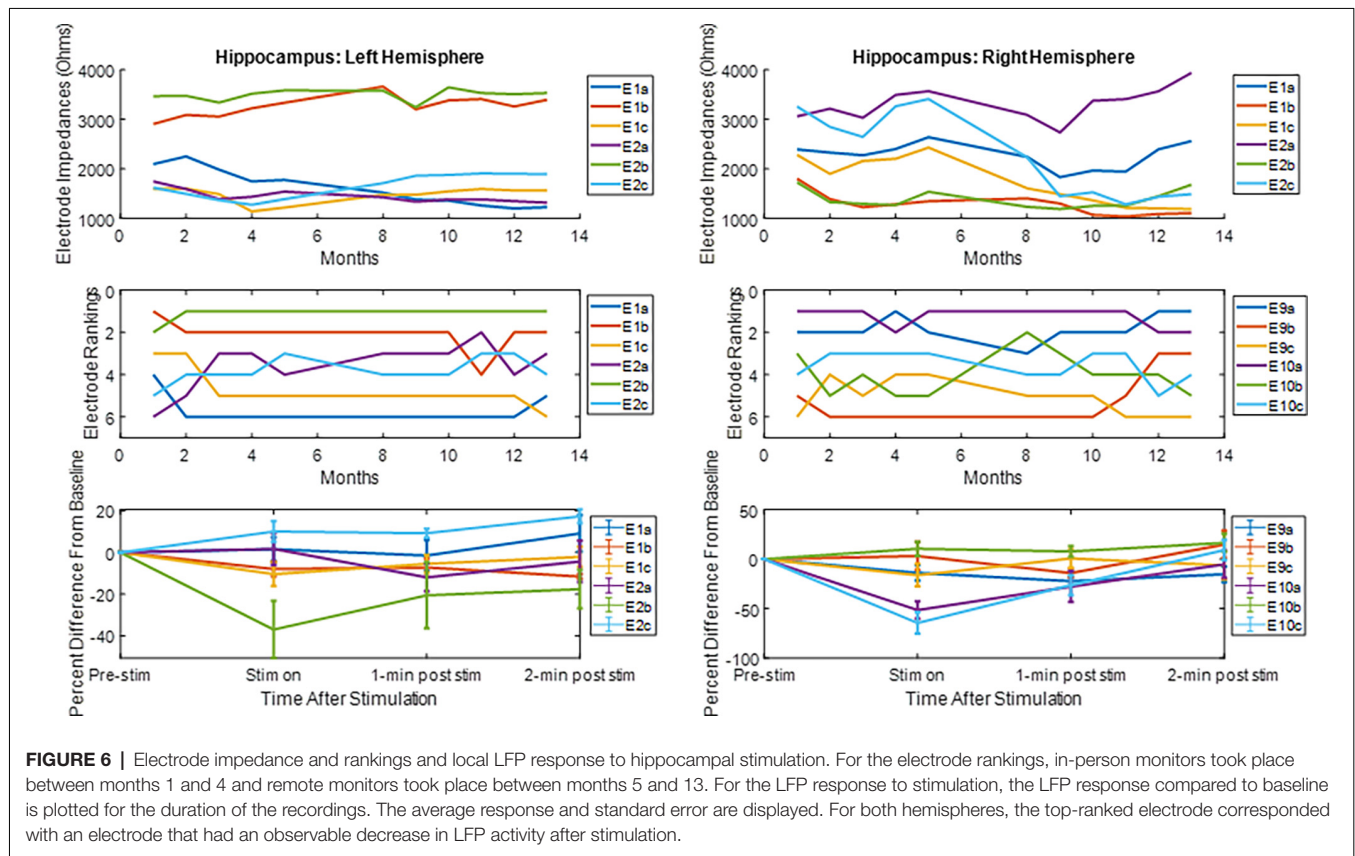 Hippocampus: Left Hemisphere
Electrode Impedances (Ohms)
4000
3000
2000
1000
0 2 4 6 8 10 12 14
Months
E1a
E1b
E1c
E2a
E2b
E2c
Hippocampus: Right Hemisphere
Electrode Impedances (Ohms)
4000
3000
2000
1000
0 2 4 6 8 10 12 14
Months
E1a
E1b
E1c
E2a
E2b
E2c
Electrode Rankings
0
2
4
6
0 2 4 6 8 10 12 14
Months
E1a
E1b
E1c
E2a
E2b
E2c
Electrode Rankings
0
2
4
6
0 2 4 6 8 10 12 14
Months
E9a
E9b
E9c
E10a
E10b
E10c
Percent Difference From Baseline
20
0
-20
-40
Pre-stim Stim on 1-min post stim 2-min post stim
Time After Stimulation
E1a
E1b
E1c
E2a
E2b
E2c
Percent Difference From Baseline
50
0
-50
-100
Pre-stim Stim on 1-min post stim 2-min post stim
Time After Stimulation
E9a
E9b
E9c
E10a
E10b
E10c
FIGURE 6 | Electrode impedance and rankings and local LFP response to hippocampal stimulation. For the electrode rankings, in-person monitors took place
between months 1 and 4 and remote monitors took place between months 5 and 13. For the LFP response to stimulation, the LFP response compared to baseline
is plotted for the duration of the recordings. The average response and standard error are displayed. For both hemispheres, the top-ranked electrode corresponded
with an electrode that had an observable decrease in LFP activity after stimulation.